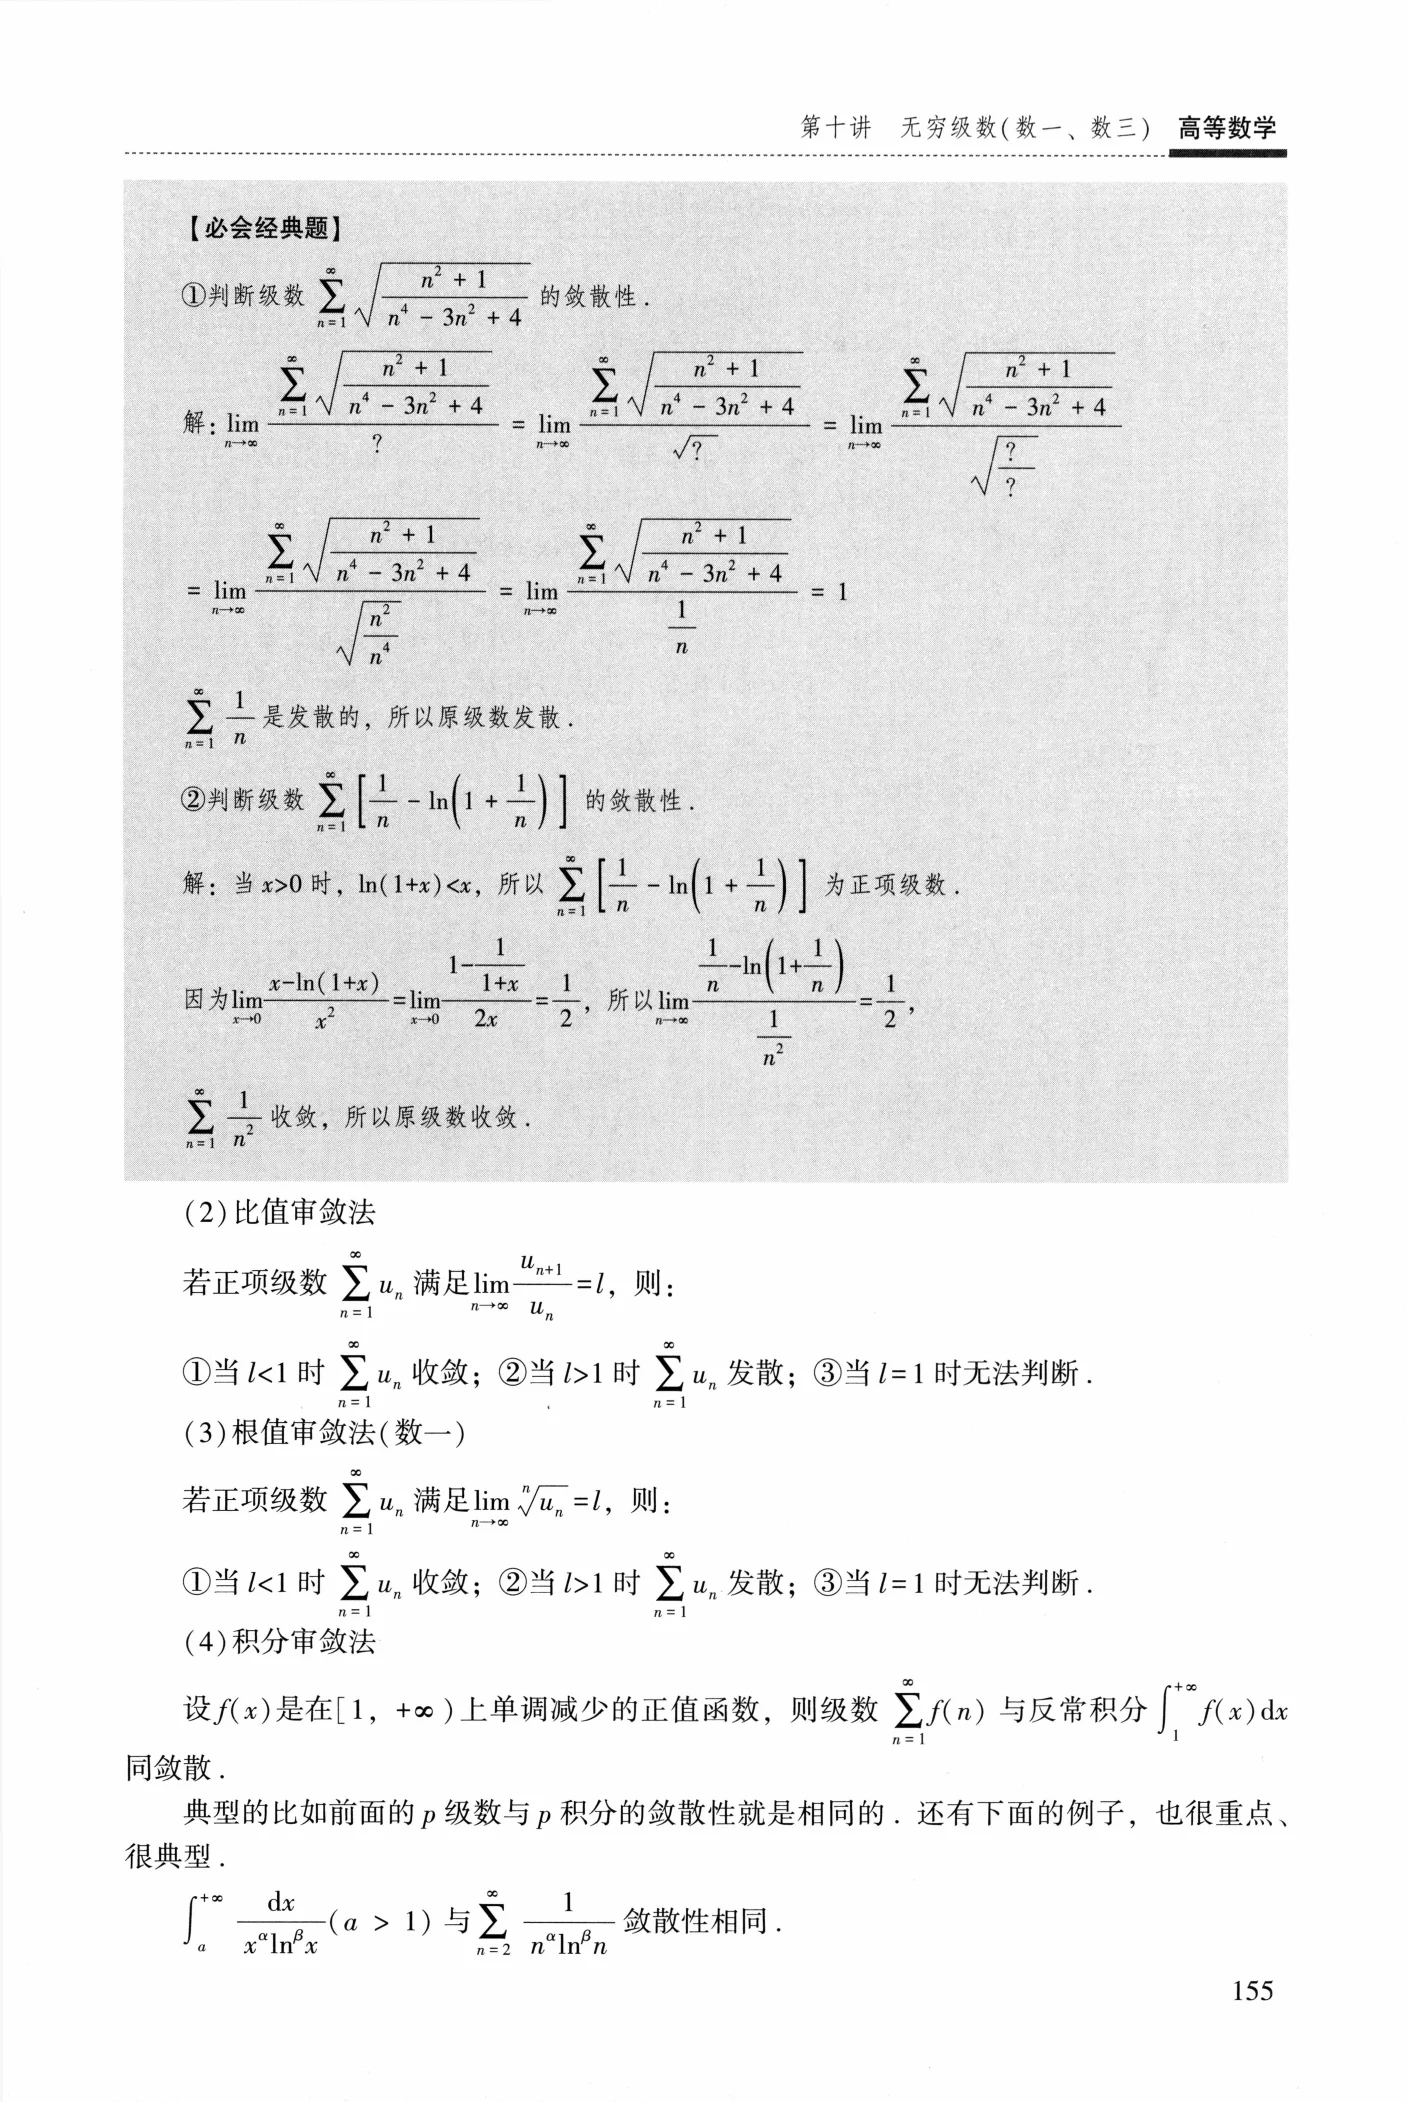 第十讲 无穷级数(数一、数三) 高等数学
【必会经典题】
①判断级数 $\sum_{n=1}^{\infty}\sqrt{\frac{n^2+1}{n^4-3n^2+4}}$ 的敛散性.
解: $\lim_{n\to\infty}\frac{\sum_{n=1}^{\infty}\sqrt{\frac{n^2+1}{n^4-3n^2+4}}}{?}=\lim_{n\to\infty}\frac{\sum_{n=1}^{\infty}\sqrt{\frac{n^2+1}{n^4-3n^2+4}}}{\sqrt{?}}=\lim_{n\to\infty}\frac{\sum_{n=1}^{\infty}\sqrt{\frac{n^2+1}{n^4-3n^2+4}}}{\sqrt{\frac{?}{?}}}$
$=\lim_{n\to\infty}\frac{\sum_{n=1}^{\infty}\sqrt{\frac{n^2+1}{n^4-3n^2+4}}}{\sqrt{\frac{n^2}{n^4}}}=\lim_{n\to\infty}\frac{\sum_{n=1}^{\infty}\sqrt{\frac{n^2+1}{n^4-3n^2+4}}}{\frac{1}{n}}=1$
$\sum_{n=1}^{\infty}\frac{1}{n}$ 是发散的，所以原级数发散.
②判断级数 $\sum_{n=1}^{\infty}\left[\frac{1}{n}-\ln\left(1+\frac{1}{n}\right)\right]$ 的敛散性.
解: 当 x>0 时，ln(1+x)<x，所以 $\sum_{n=1}^{\infty}\left[\frac{1}{n}-\ln\left(1+\frac{1}{n}\right)\right]$ 为正项级数.
因为 $\lim_{x\to0}\frac{x-\ln(1+x)}{x^2}=\lim_{x\to0}\frac{1-\frac{1}{1+x}}{2x}=\frac{1}{2}$，所以 $\lim_{n\to\infty}\frac{\frac{1}{n}-\ln\left(1+\frac{1}{n}\right)}{\frac{1}{n^2}}=\frac{1}{2}$，
$\sum_{n=1}^{\infty}\frac{1}{n^2}$ 收敛，所以原级数收敛.
(2)比值审敛法
若正项级数 $\sum_{n=1}^{\infty}u_n$ 满足 $\lim_{n\to\infty}\frac{u_{n+1}}{u_n}=l$，则:
①当 l<1 时 $\sum_{n=1}^{\infty}u_n$ 收敛；②当 l>1 时 $\sum_{n=1}^{\infty}u_n$ 发散；③当 l=1 时无法判断.
(3)根值审敛法(数一)
若正项级数 $\sum_{n=1}^{\infty}u_n$ 满足 $\lim_{n\to\infty}\sqrt[n]{u_n}=l$，则:
①当 l<1 时 $\sum_{n=1}^{\infty}u_n$ 收敛；②当 l>1 时 $\sum_{n=1}^{\infty}u_n$ 发散；③当 l=1 时无法判断.
(4)积分审敛法
设 f(x)是在[1，+∞)上单调减少的正值函数，则级数 $\sum_{n=1}^{\infty}f(n)$ 与反常积分 $\int_{1}^{+\infty}f(x)\mathrm{d}x$
同敛散.
典型的比如前面的 p 级数与 p 积分的敛散性就是相同的. 还有下面的例子，也很重点、
很典型.
$\int_{a}^{+\infty}\frac{\mathrm{d}x}{x^{\alpha}\ln^{\beta}x}(a>1)$ 与 $\sum_{n=2}^{\infty}\frac{1}{n^{\alpha}\ln^{\beta}n}$ 敛散性相同.
155